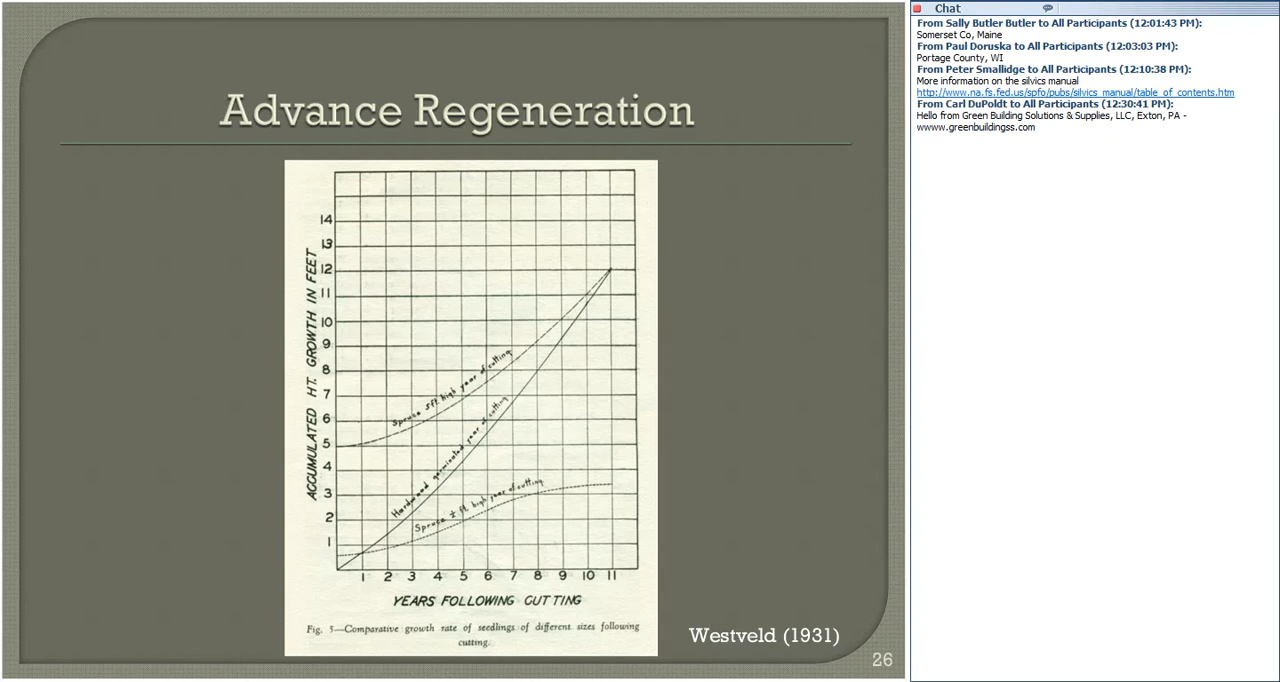 Advance Regeneration
14
13
12
11
10
9
8
7
6
5
4
3
2
1
ACCUMULATED HT. GROWTH IN FEET
Spruce 5ft. high year of cutting
Hardwood germinated year of cutting
Spruce ½ ft. high year of cutting
1 2 3 4 5 6 7 8 9 10 11
YEARS FOLLOWING CUTTING
Fig. 5—Comparative growth rate of seedlings of different sizes following
cutting.
Westveld (1931)
26
Chat
From Sally Butler Butler to All Participants (12:01:43 PM):
Somerset Co, Maine
From Paul Doruska to All Participants (12:03:03 PM):
Portage County, WI
From Peter Smallidge to All Participants (12:10:38 PM):
More information on the silvics manual
http://www.na.fs.fed.us/spfo/pubs/silvics_manual/table_of_contents.htm
From Carl DuPoldt to All Participants (12:30:41 PM):
Hello from Green Building Solutions & Supplies, LLC, Exton, PA -
wwww.greenbuildingss.com